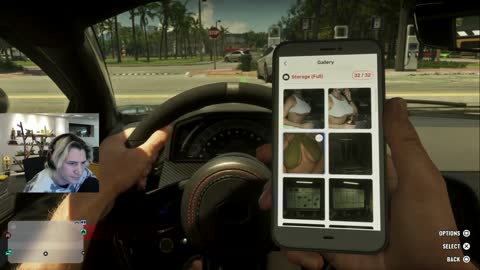 Gallery
Storage (Full)
32 / 32
OPTIONS
SELECT
BACK